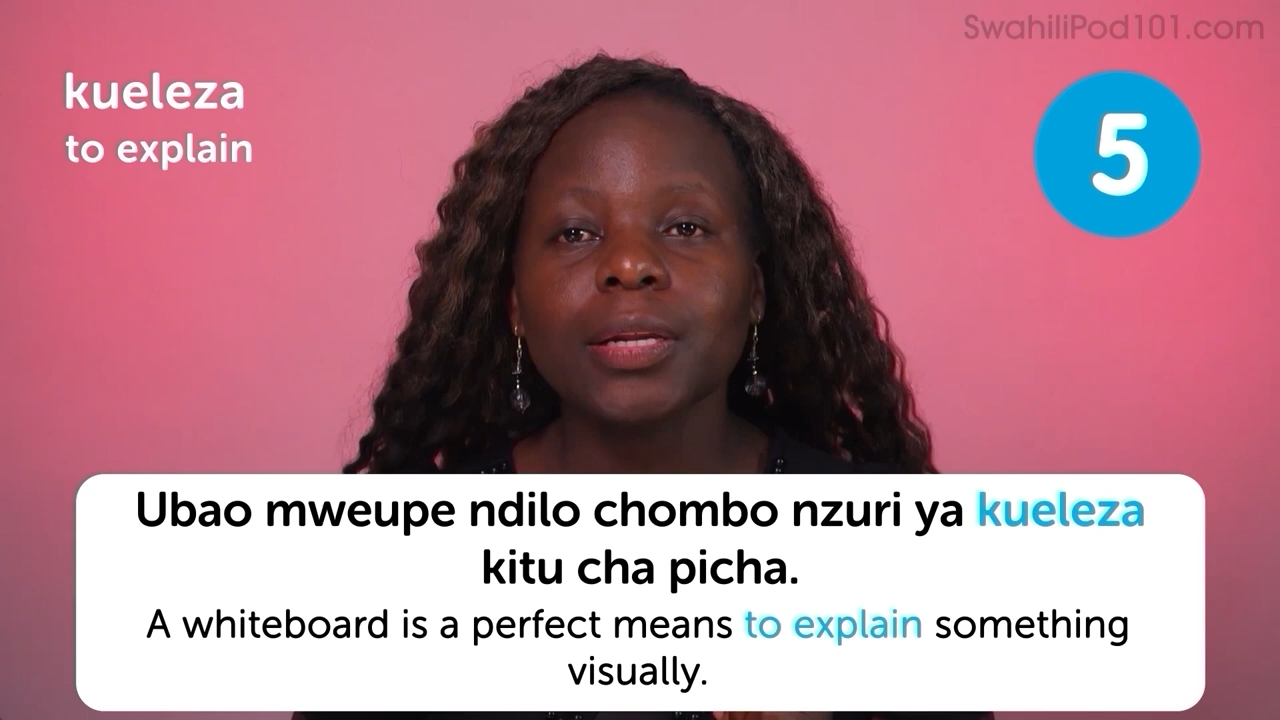 SwahiliPod101.com
kueleza
to explain
5
Ubao mweupe ndilo chombo nzuri ya kueleza
kitu cha picha.
A whiteboard is a perfect means to explain something
visually.